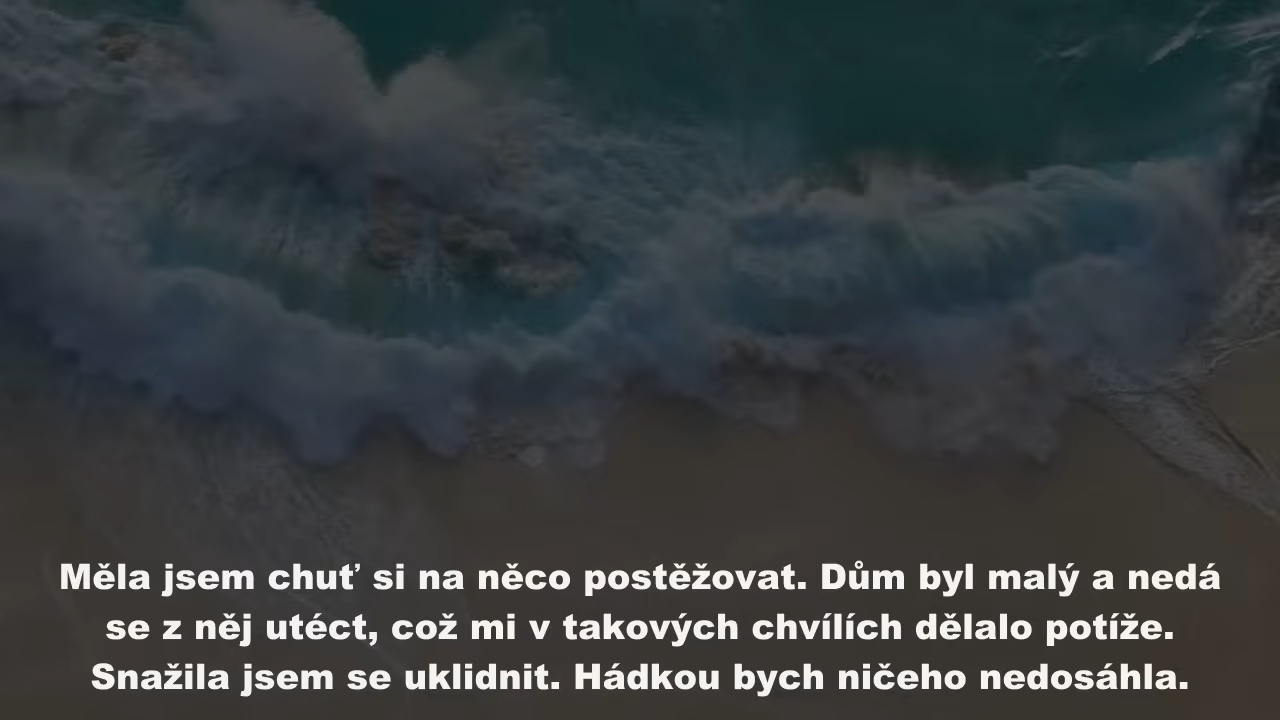 Měla jsem chuť si na něco postěžovat. Dům byl malý a nedá
se z něj utéct, což mi v takových chvílích dělalo potíže.
Snažila jsem se uklidnit. Hádkou bych ničeho nedosáhla.